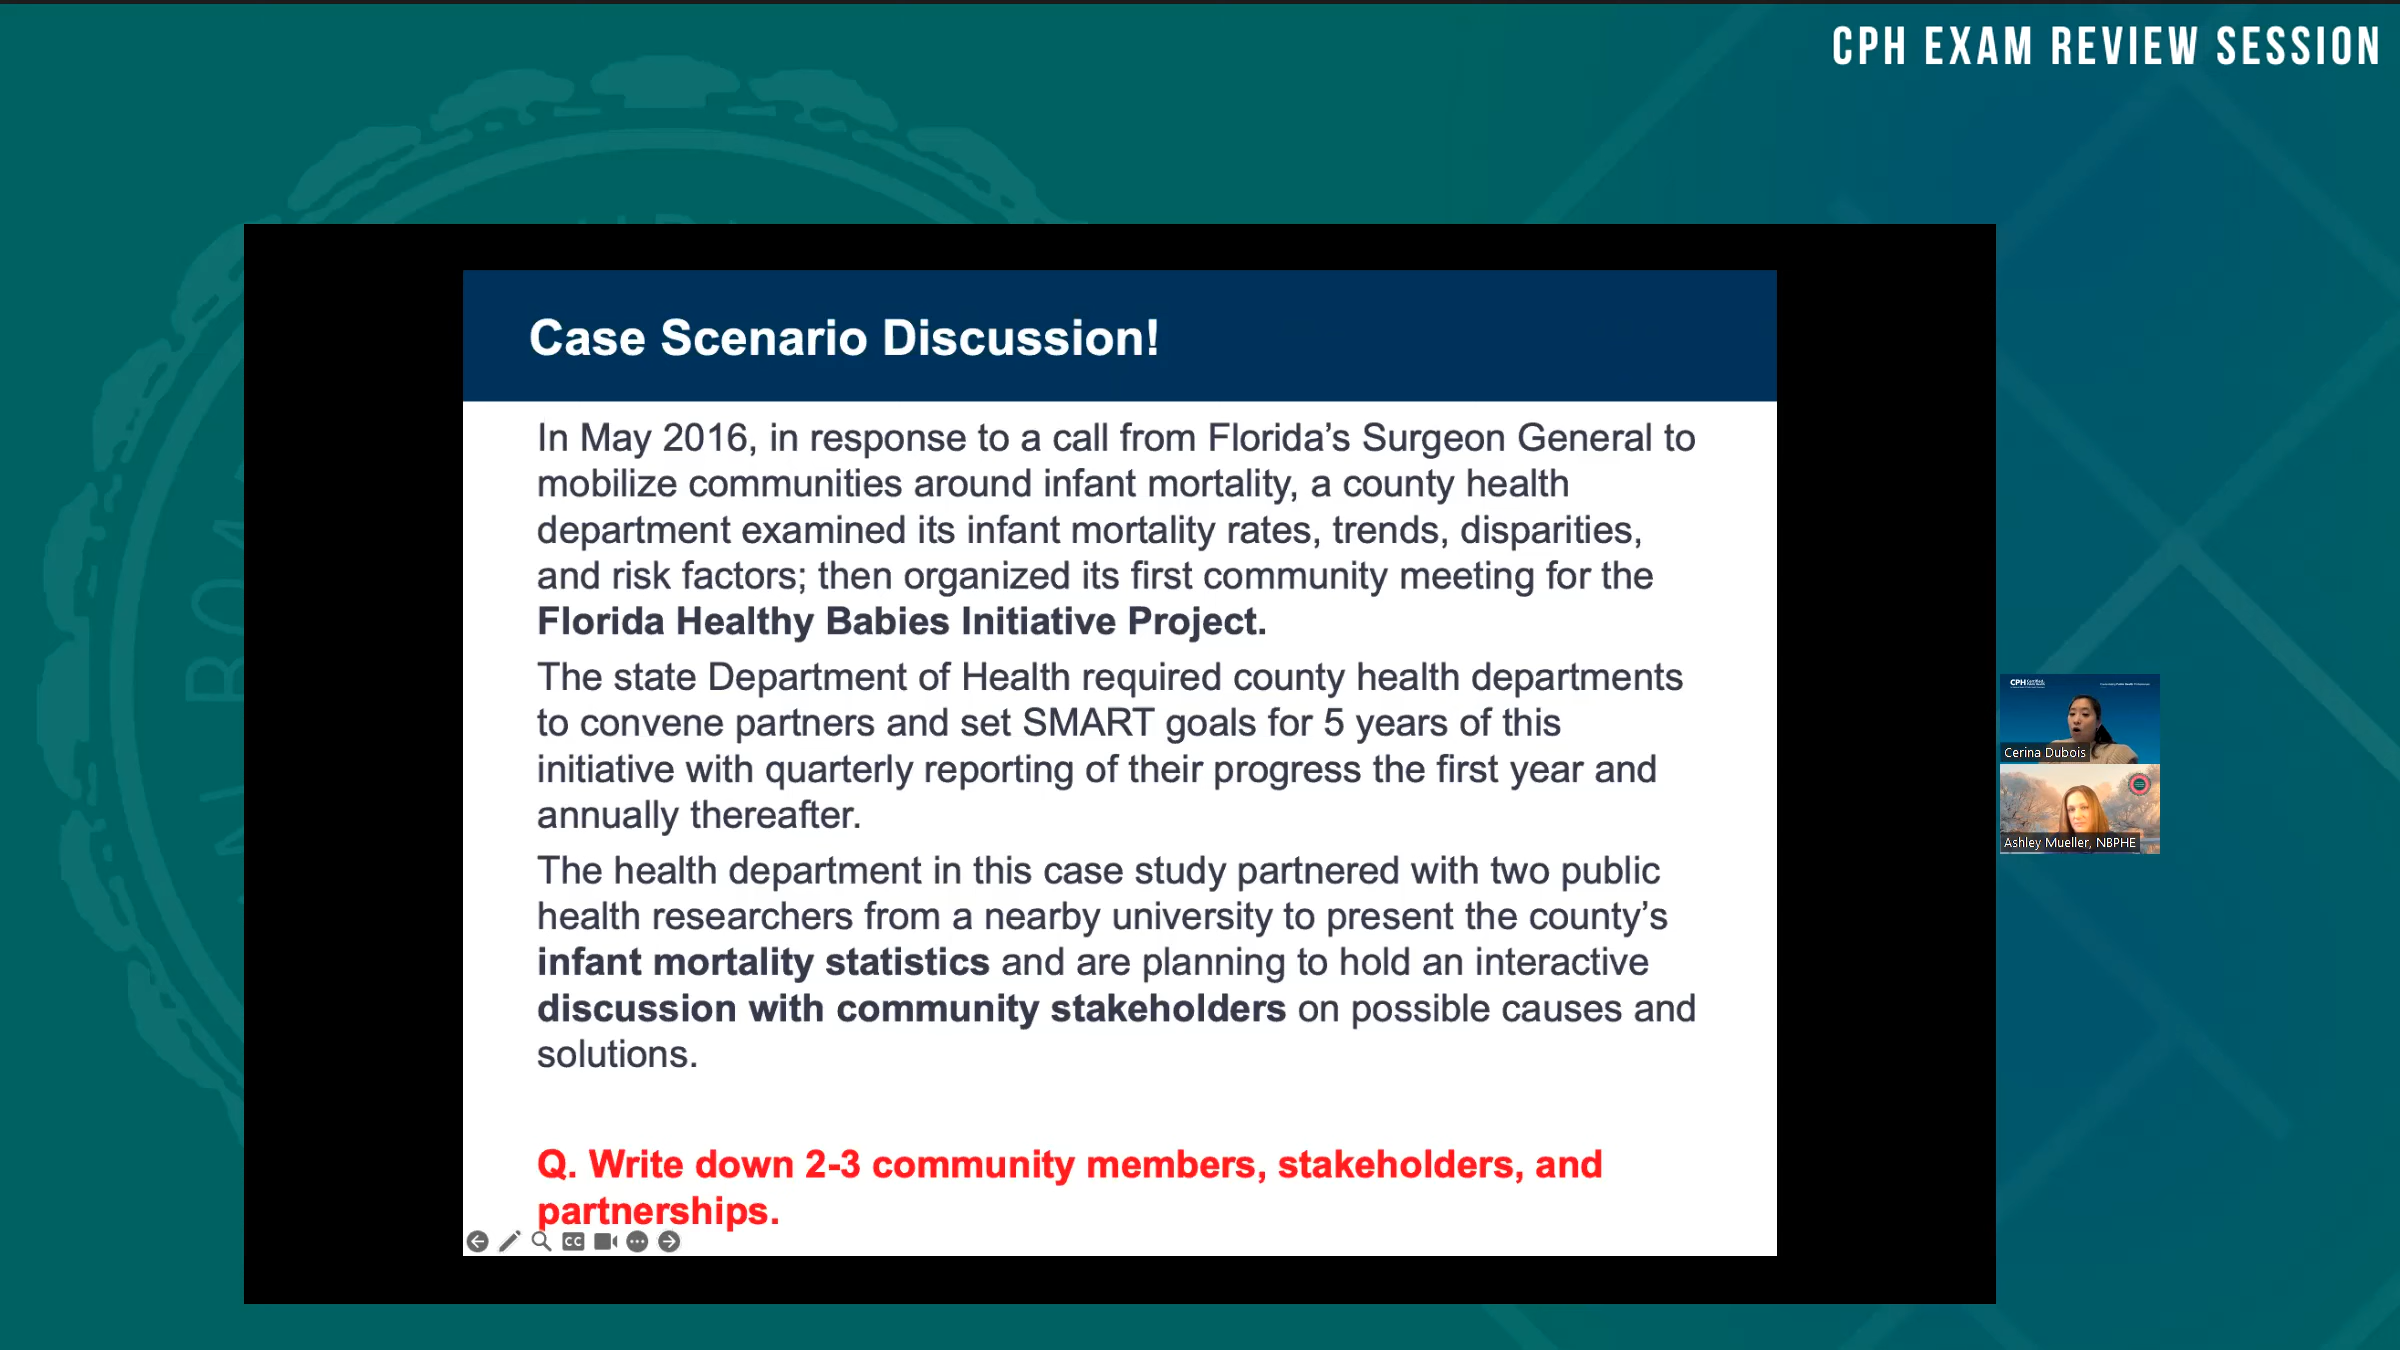 CPH EXAM REVIEW SESSION
Case Scenario Discussion!
In May 2016, in response to a call from Florida’s Surgeon General to
mobilize communities around infant mortality, a county health
department examined its infant mortality rates, trends, disparities,
and risk factors; then organized its first community meeting for the
Florida Healthy Babies Initiative Project.
The state Department of Health required county health departments
to convene partners and set SMART goals for 5 years of this
initiative with quarterly reporting of their progress the first year and
annually thereafter.
The health department in this case study partnered with two public
health researchers from a nearby university to present the county’s
infant mortality statistics and are planning to hold an interactive
discussion with community stakeholders on possible causes and
solutions.
Q. Write down 2-3 community members, stakeholders, and
partnerships.
CC
CPH
Cerina Dubois
Ashley Mueller, NBPHE